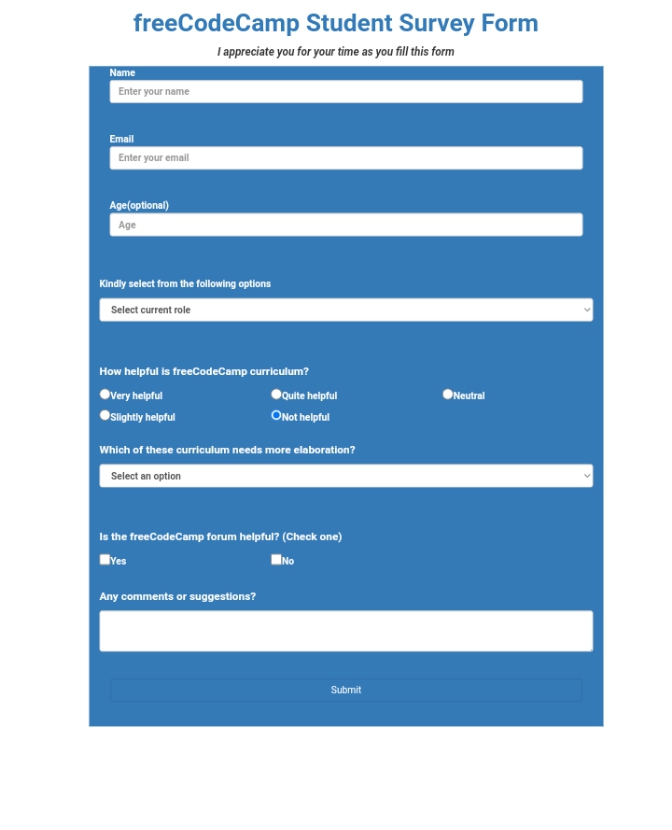 freeCodeCamp Student Survey Form
I appreciate you for your time as you fill this form
Name
Enter your name
Email
Enter your email
Age(optional)
Age
Kindly select from the following options
Select current role
How helpful is freeCodeCamp curriculum?
Very helpful Quite helpful Neutral
Slightly helpful Not helpful
Which of these curriculum needs more elaboration?
Select an option
Is the freeCodeCamp forum helpful? (Check one)
Yes No
Any comments or suggestions?
Submit